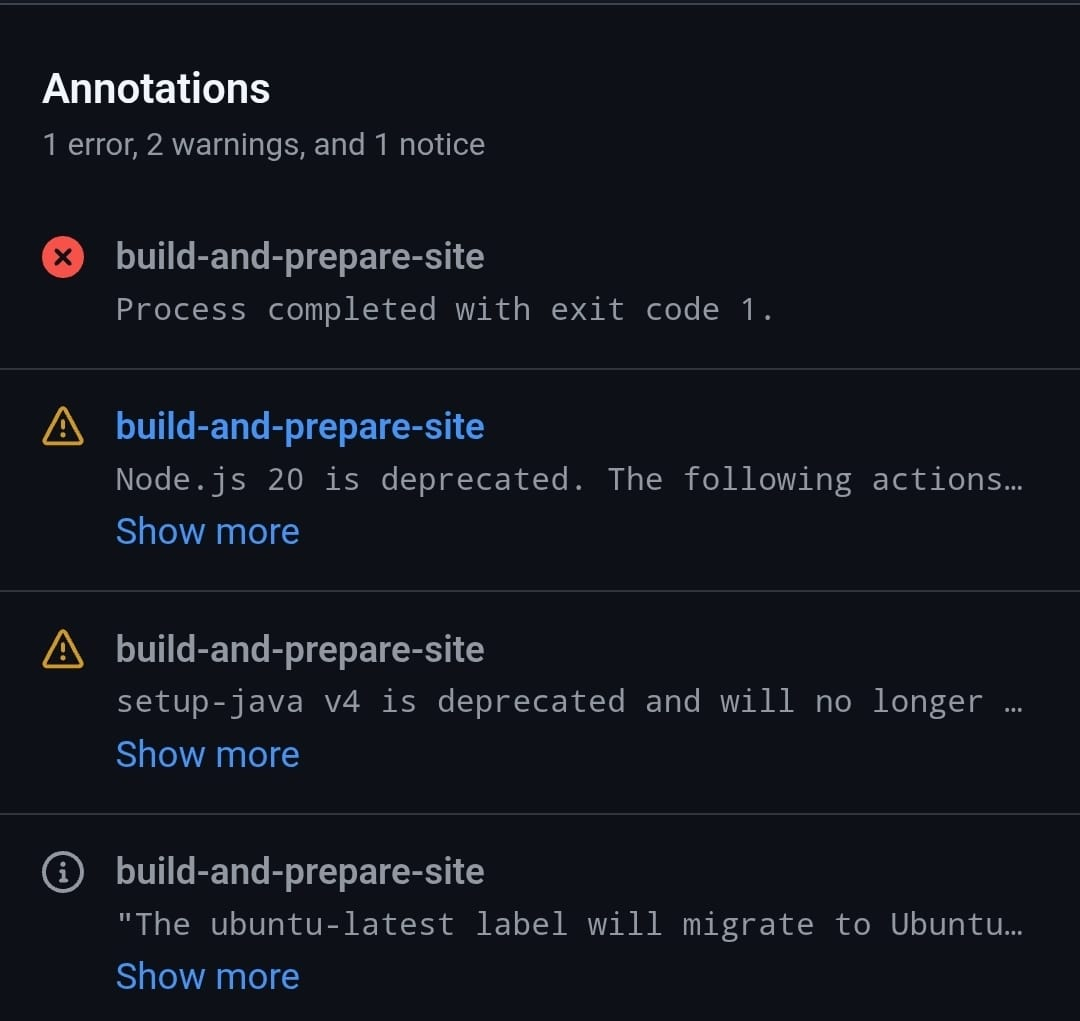 Annotations
1 error, 2 warnings, and 1 notice
build-and-prepare-site
Process completed with exit code 1.
build-and-prepare-site
Node.js 20 is deprecated. The following actions…
Show more
build-and-prepare-site
setup-java v4 is deprecated and will no longer …
Show more
build-and-prepare-site
"The ubuntu-latest label will migrate to Ubuntu…
Show more